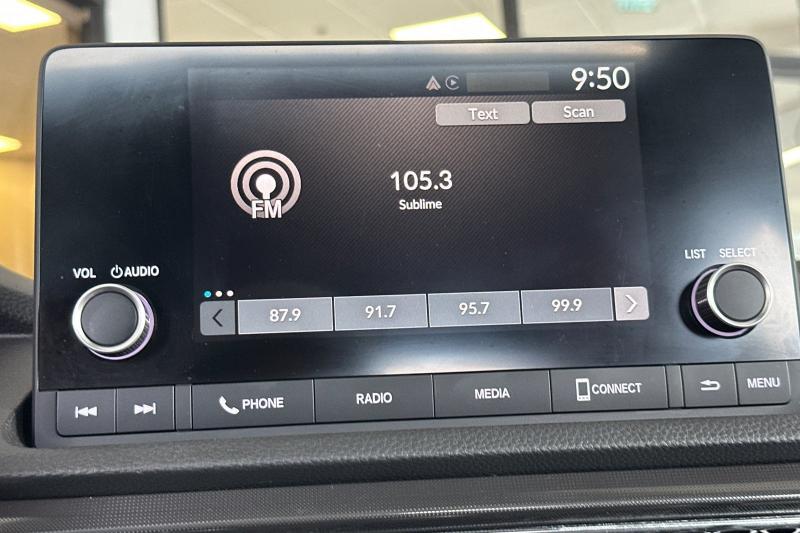 9:50
Text Scan
FM
105.3
Sublime
VOL AUDIO
LIST SELECT
87.9 91.7 95.7 99.9
PHONE RADIO MEDIA CONNECT MENU